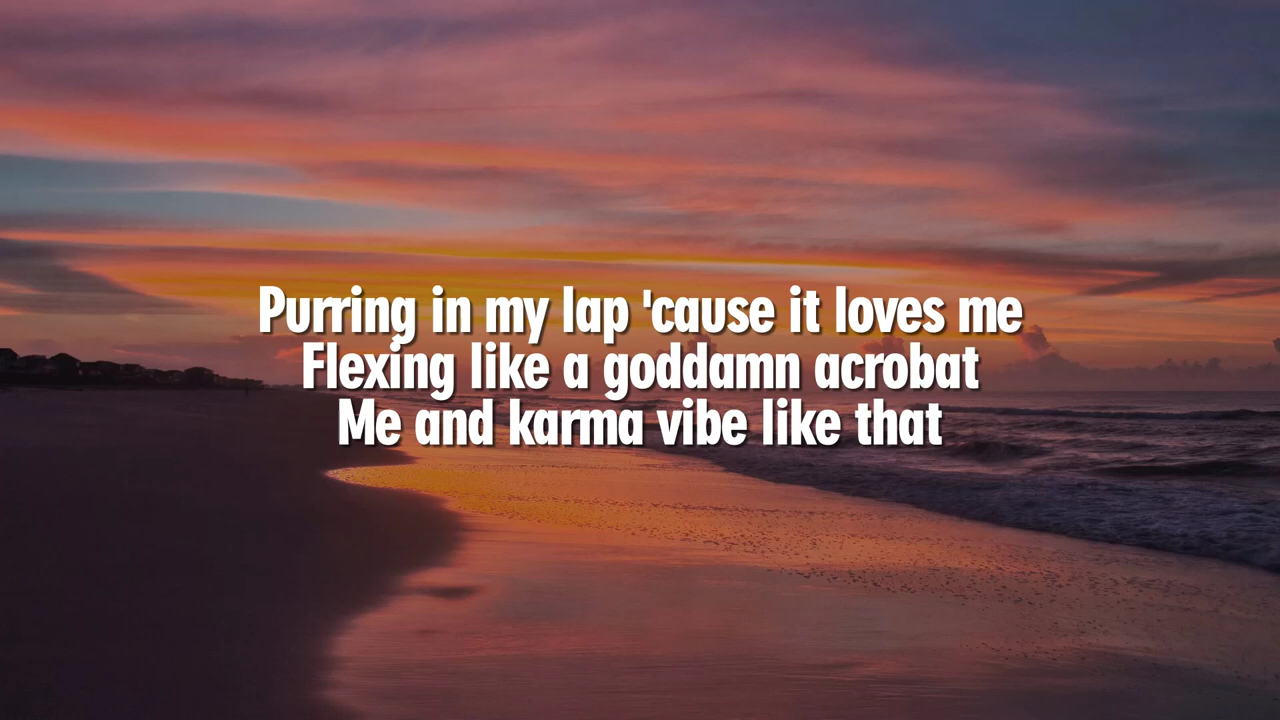 Purring in my lap 'cause it loves me
Flexing like a goddamn acrobat
Me and karma vibe like that